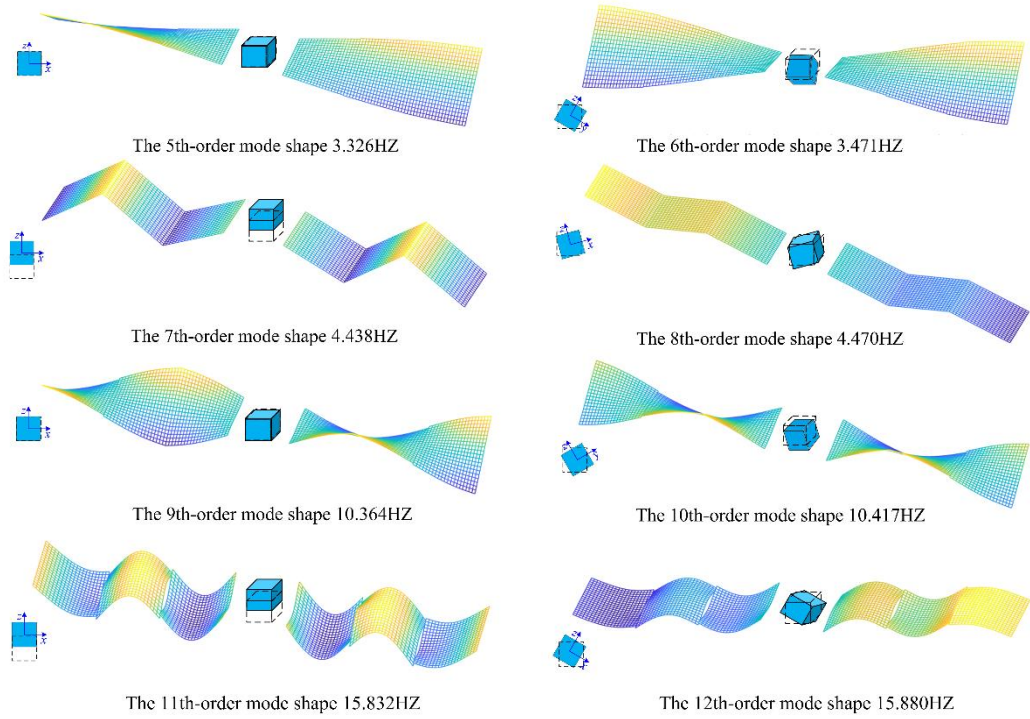 z
x
The 5th-order mode shape 3.326HZ
z
y
The 6th-order mode shape 3.471HZ
z
x
The 7th-order mode shape 4.438HZ
z
x
The 8th-order mode shape 4.470HZ
z
x
The 9th-order mode shape 10.364HZ
The 10th-order mode shape 10.417HZ
z
x
The 11th-order mode shape 15.832HZ
z
The 12th-order mode shape 15.880HZ